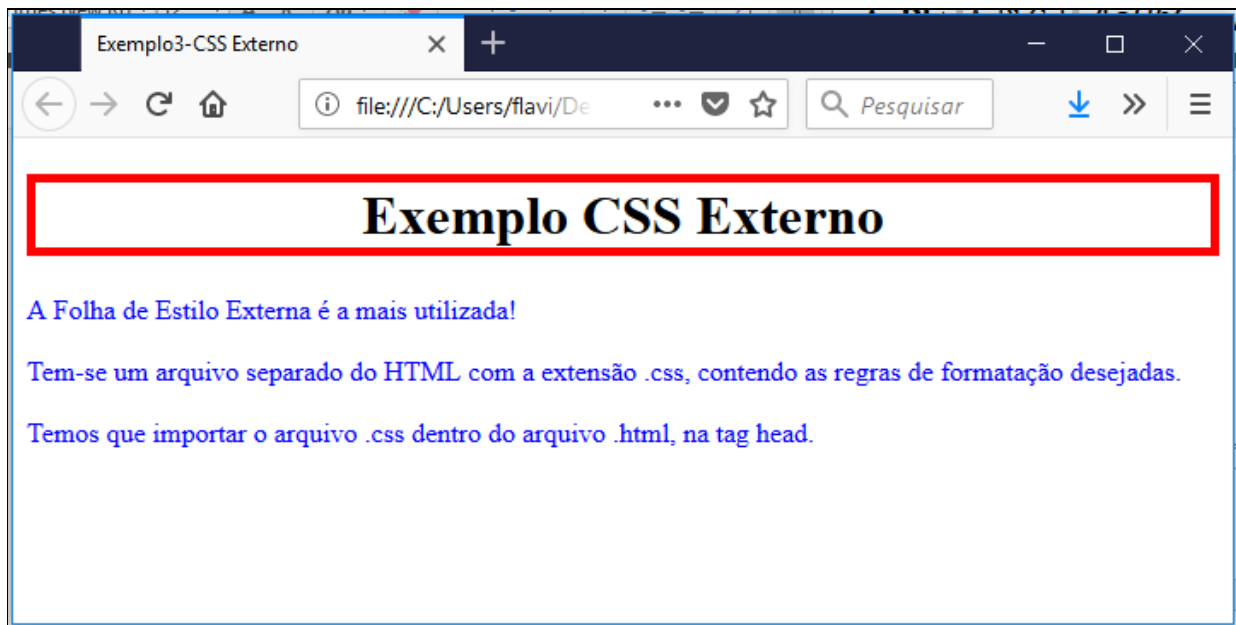 Exemplo3-CSS Externo
file:///C:/Users/flavi/De
Pesquisar
Exemplo CSS Externo
A Folha de Estilo Externa é a mais utilizada!
Tem-se um arquivo separado do HTML com a extensão .css, contendo as regras de formatação desejadas.
Temos que importar o arquivo .css dentro do arquivo .html, na tag head.